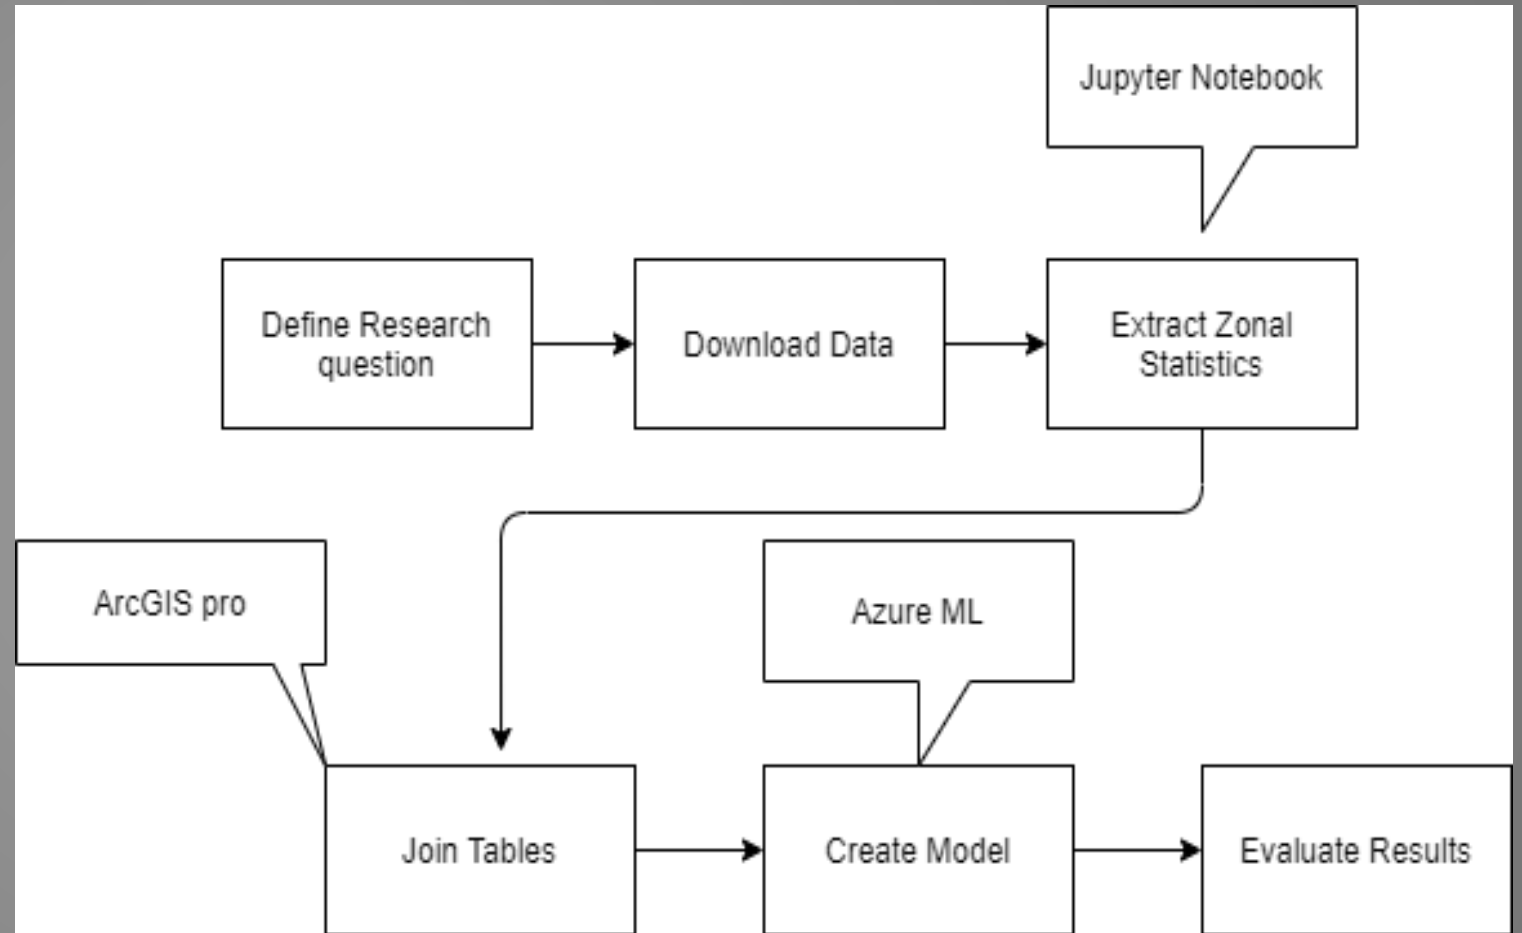 Jupyter Notebook
Define Research
question
Download Data
Extract Zonal
Statistics
ArcGIS pro
Azure ML
Join Tables
Create Model
Evaluate Results